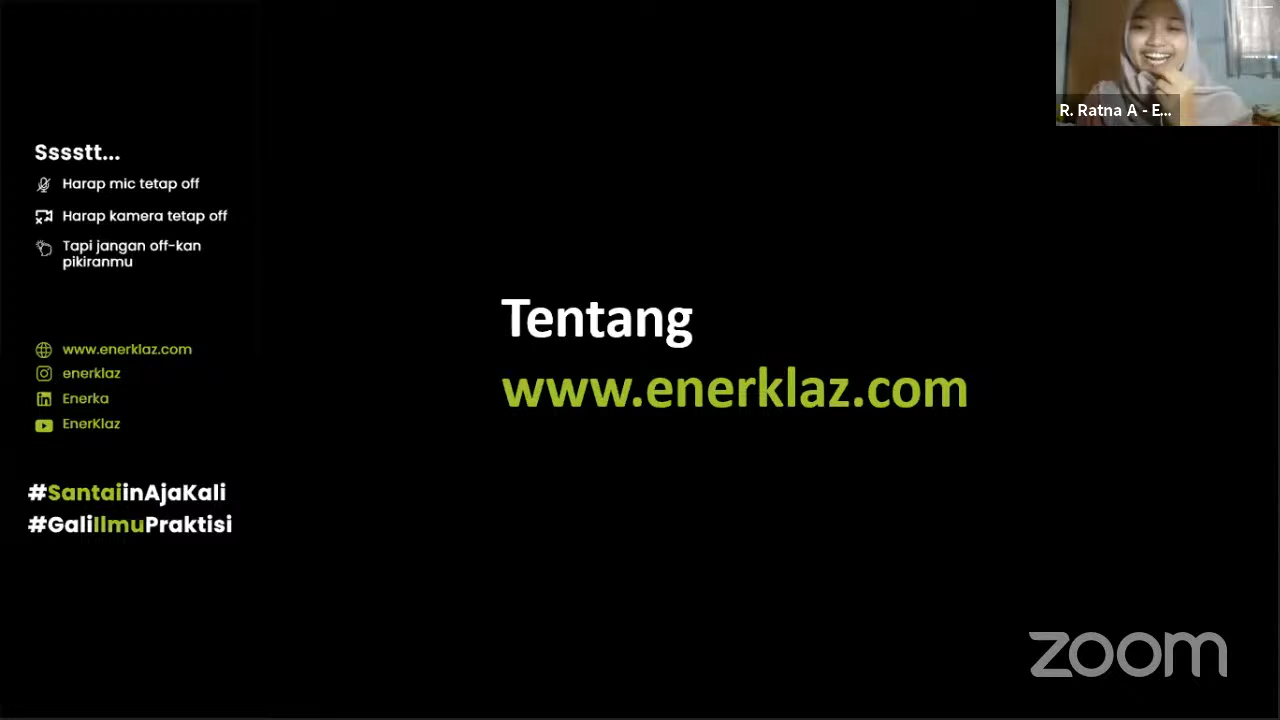 Sssstt...
Harap mic tetap off
Harap kamera tetap off
Tapi jangan off-kan
pikiranmu
www.enerklaz.com
enerklaz
Enerka
EnerKlaz
#SantaiinAjaKali
#GaliIlmuPraktisi
Tentang
www.enerklaz.com
R. Ratna A - E...
zoom